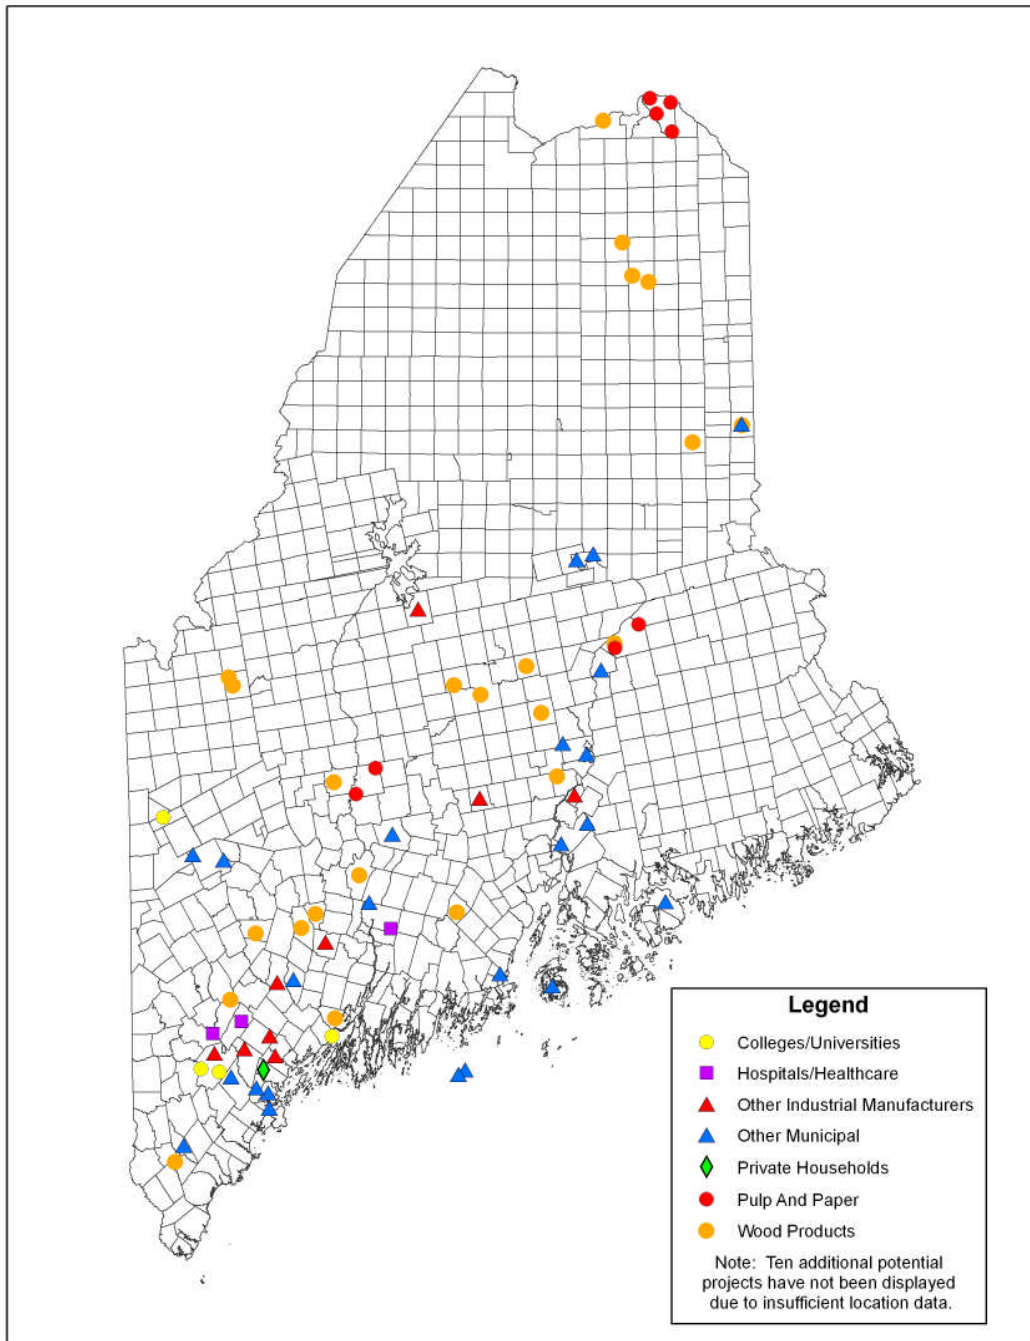 Legend
Colleges/Universities
Hospitals/Healthcare
Other Industrial Manufacturers
Other Municipal
Private Households
Pulp And Paper
Wood Products
Note: Ten additional potential
projects have not been displayed
due to insufficient location data.